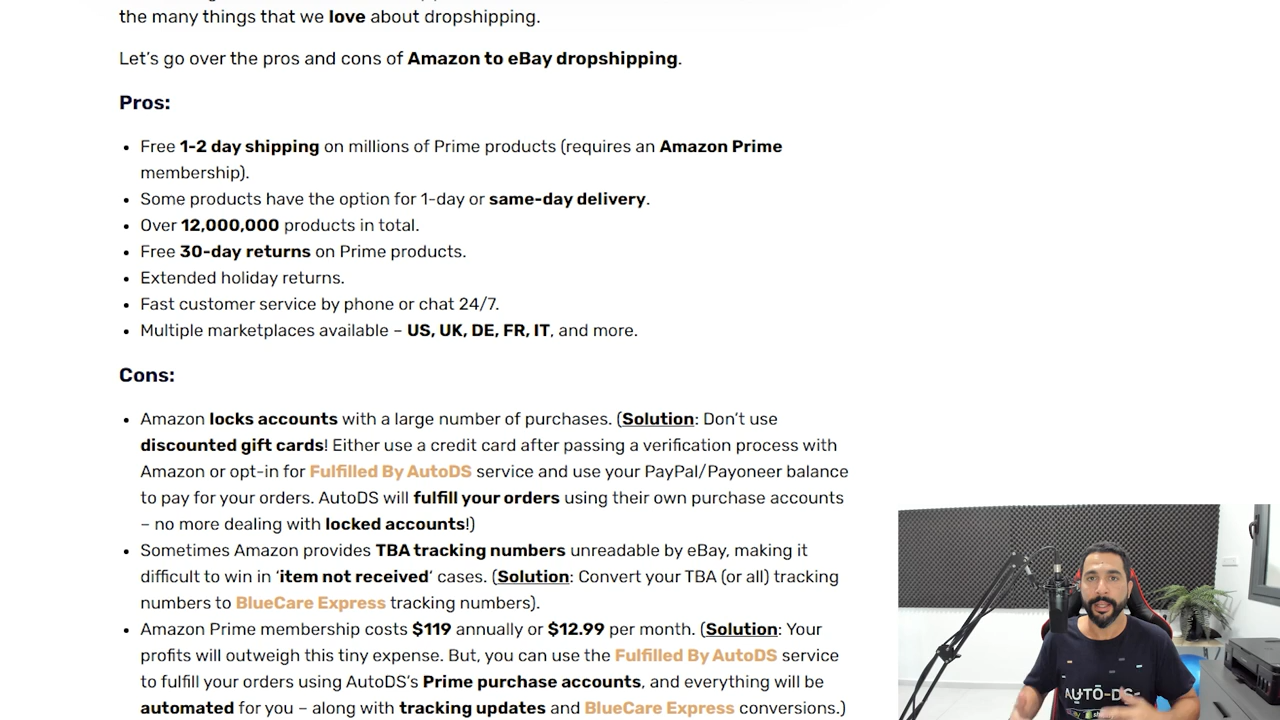 the many things that we love about dropshipping.
Let's go over the pros and cons of Amazon to eBay dropshipping.
Pros:
• Free 1-2 day shipping on millions of Prime products (requires an Amazon Prime
membership).
• Some products have the option for 1-day or same-day delivery.
• Over 12,000,000 products in total.
• Free 30-day returns on Prime products.
• Extended holiday returns.
• Fast customer service by phone or chat 24/7.
• Multiple marketplaces available – US, UK, DE, FR, IT, and more.
Cons:
• Amazon locks accounts with a large number of purchases. (Solution: Don't use
discounted gift cards! Either use a credit card after passing a verification process with
Amazon or opt-in for Fulfilled By AutoDS service and use your PayPal/Payoneer balance
to pay for your orders. AutoDS will fulfill your orders using their own purchase accounts
– no more dealing with locked accounts!)
• Sometimes Amazon provides TBA tracking numbers unreadable by eBay, making it
difficult to win in 'item not received' cases. (Solution: Convert your TBA (or all) tracking
numbers to BlueCare Express tracking numbers).
• Amazon Prime membership costs $119 annually or $12.99 per month. (Solution: Your
profits will outweigh this tiny expense. But, you can use the Fulfilled By AutoDS service
to fulfill your orders using AutoDS's Prime purchase accounts, and everything will be
automated for you – along with tracking updates and BlueCare Express conversions.)
AUTO-DS-